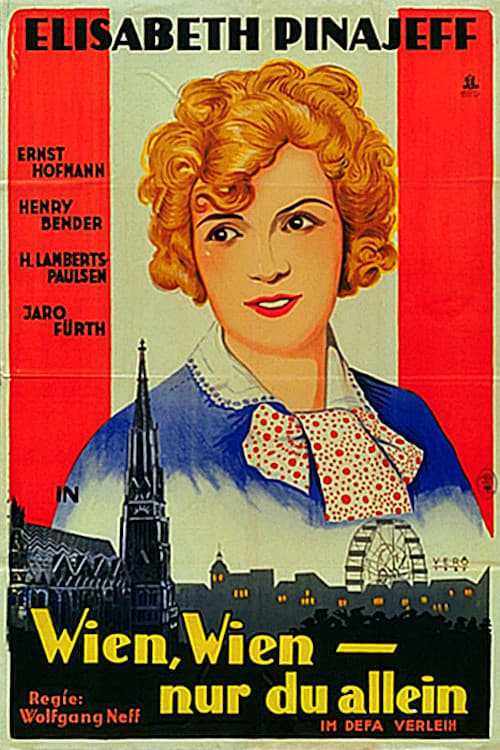 ELISABETH PINAJEFF
ERNST
HOFMANN
HENRY
BENDER
H. LAMBERTS-
PAULSEN
JARO
FÜRTH
IN
VERÖ
Wien, Wien —
nur du allein
Regie:
Wolfgang Neff
IM DEFA VERLEIH